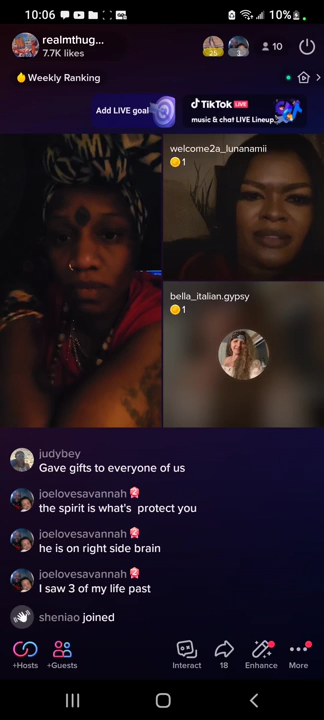 10:06
10%
realmthug...
7.7K likes
25
1
10
Weekly Ranking
Add LIVE goal
TikTok LIVE
music & chat LIVE Lineup.
welcome2a_lunanamii
1
bella_italian.gypsy
1
judybey
Gave gifts to everyone of us
joelovesavannah
the spirit is what's protect you
joelovesavannah
he is on right side brain
joelovesavannah
I saw 3 of my life past
sheniao joined
+Hosts
+Guests
Interact
18
Enhance
More